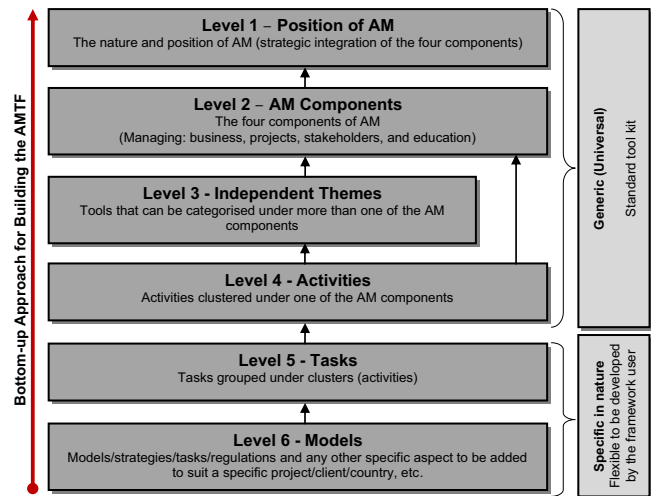 Level 1 – Position of AM
The nature and position of AM (strategic integration of the four components)
Level 2 – AM Components
The four components of AM
(Managing: business, projects, stakeholders, and education)
Level 3 - Independent Themes
Tools that can be categorised under more than one of the AM
components
Level 4 - Activities
Activities clustered under one of the AM components
Level 5 - Tasks
Tasks grouped under clusters (activities)
Level 6 - Models
Models/strategies/tasks/regulations and any other specific aspect to be added
to suit a specific project/client/country, etc.
Bottom-up Approach for Building the AMTF
Generic (Universal)
Standard tool kit
Specific in nature
Flexible to be developed
by the framework user